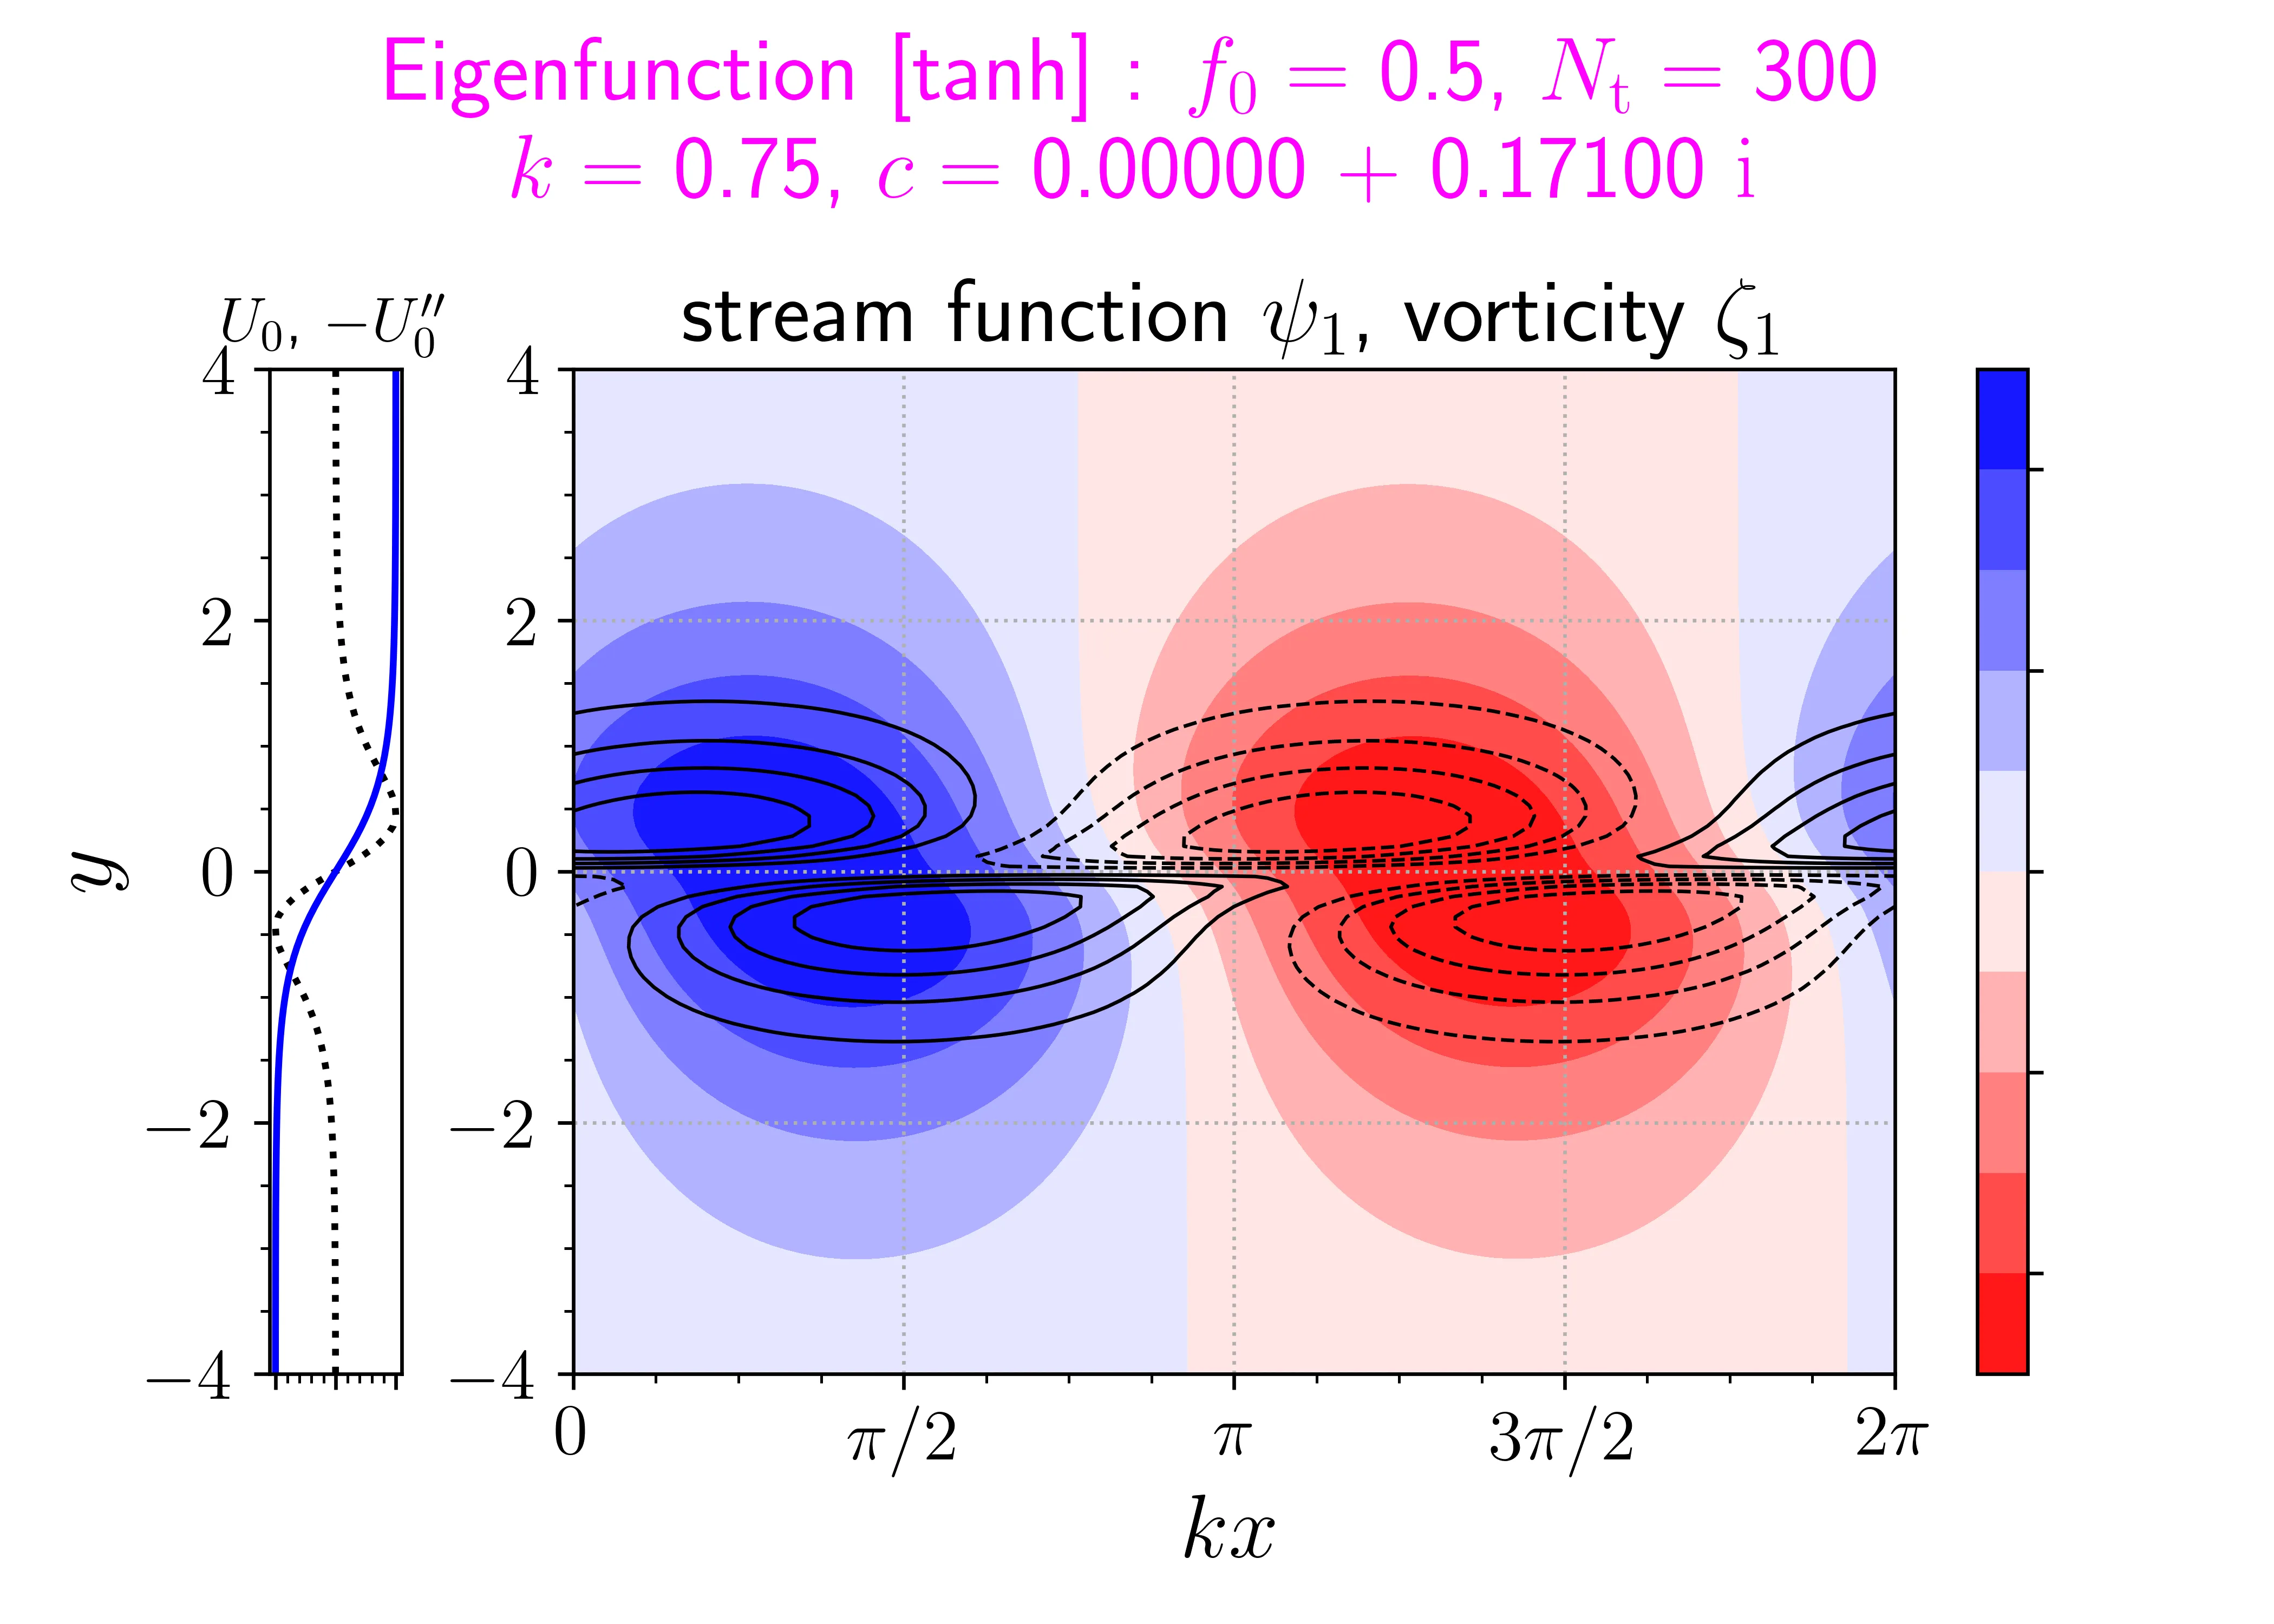 Eigenfunction [tanh] : f₀ = 0.5, Nₜ = 300
k = 0.75, c = 0.00000 + 0.17100 i
U₀, −U₀″
stream function ψ₁, vorticity ζ₁
y
4
2
0
−2
−4
4
2
0
−2
−4
0 π/2 π 3π/2 2π
kx